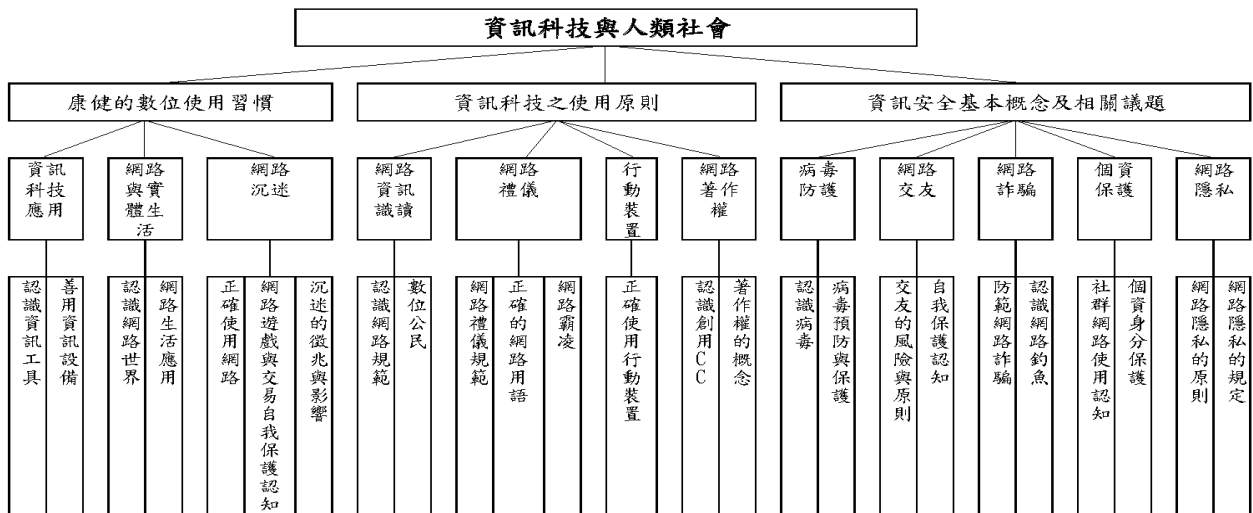 資訊科技與人類社會
康健的數位使用習慣
資訊科技之使用原則
資訊安全基本概念及相關議題
資訊
科技
應用
網路
與實
體生
活
網路
沉迷
網路
資訊
識讀
網路
禮儀
行
動
裝
置
網路
著作
權
病毒
防護
網路
交友
網路
詐騙
個資
保護
網路
隱私
認識資訊工具
善用資訊設備
認識網路世界
網路生活應用
正確使用網路
網路遊戲與交易自我保護認知
沉迷的徵兆與影響
認識網路規範
數位公民
網路禮儀規範
正確的網路用語
網路霸凌
正確使用行動裝置
認識創用CC
著作權的概念
認識病毒
病毒預防與保護
交友的風險與原則
自我保護認知
防範網路詐騙
認識網路釣魚
社群網路使用認知
個資身分保護
網路隱私的原則
網路隱私的規定